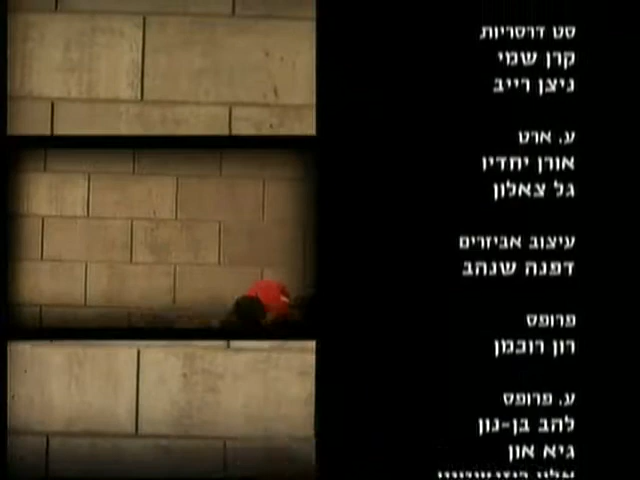 סט דרסריות
קרן שמי
ניצן רייב
ע. ארט
אורן יחדיו
גל צאלון
עיצוב אביזרים
דפנה שנהב
פרופס
רון רובמן
ע. פרופס
להב בן-נון
גיא און